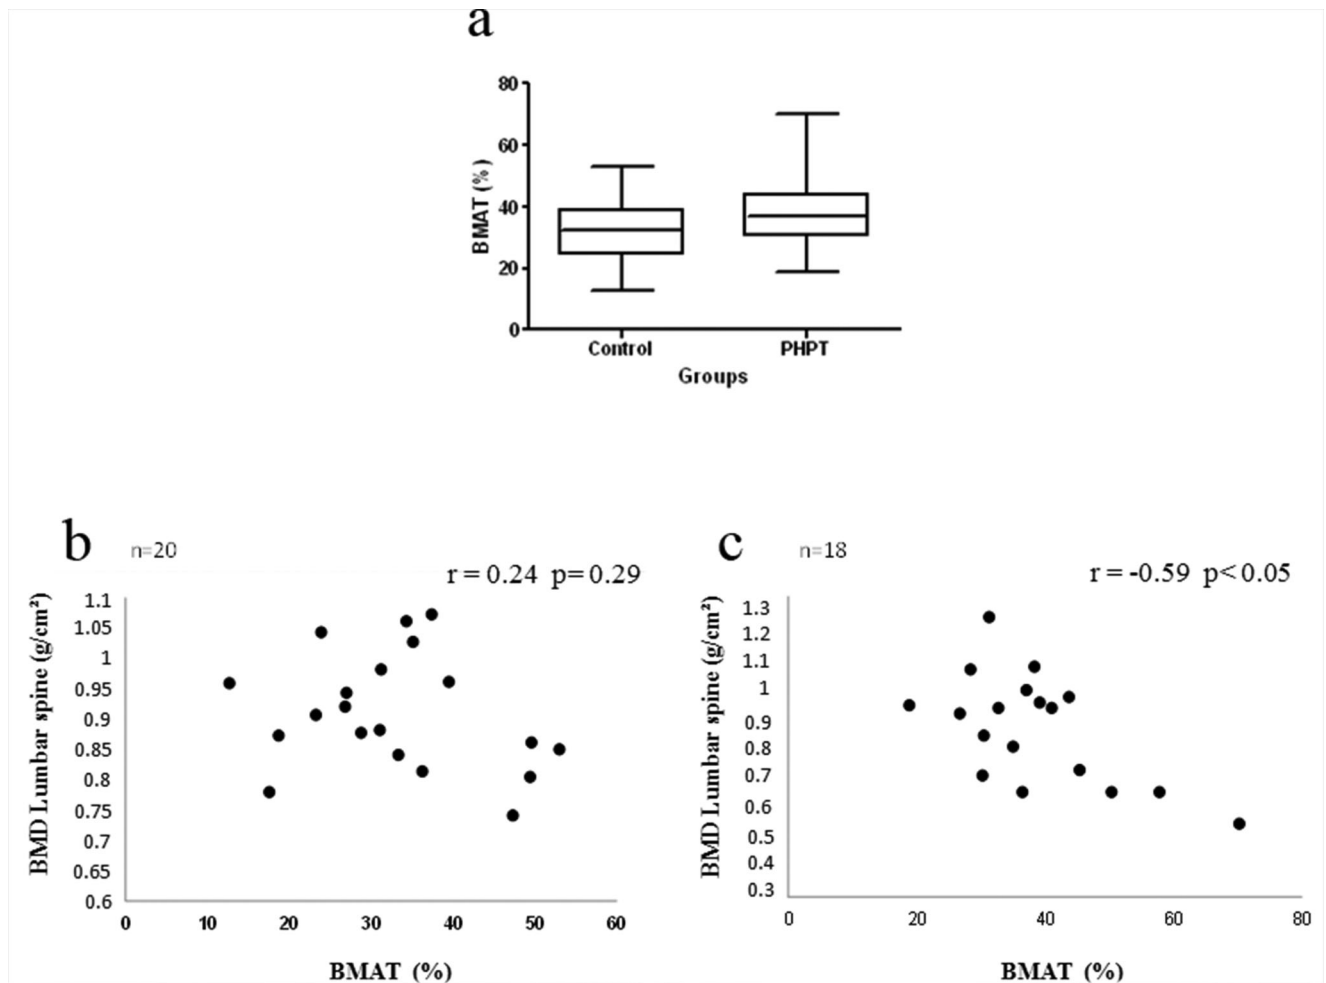 a
80
60
40
20
0
BMAT (%)
Control PHPT
Groups
b
n=20
r = 0.24 p= 0.29
1.1
1.05
1
0.95
0.9
0.85
0.8
0.75
0.7
0.65
0.6
BMD Lumbar spine (g/cm²)
0 10 20 30 40 50 60
BMAT (%)
c
n=18
r = -0.59 p< 0.05
1.3
1.2
1.1
1
0.9
0.8
0.7
0.6
0.5
0.4
0.3
BMD Lumbar spine (g/cm²)
0 20 40 60 80
BMAT (%)